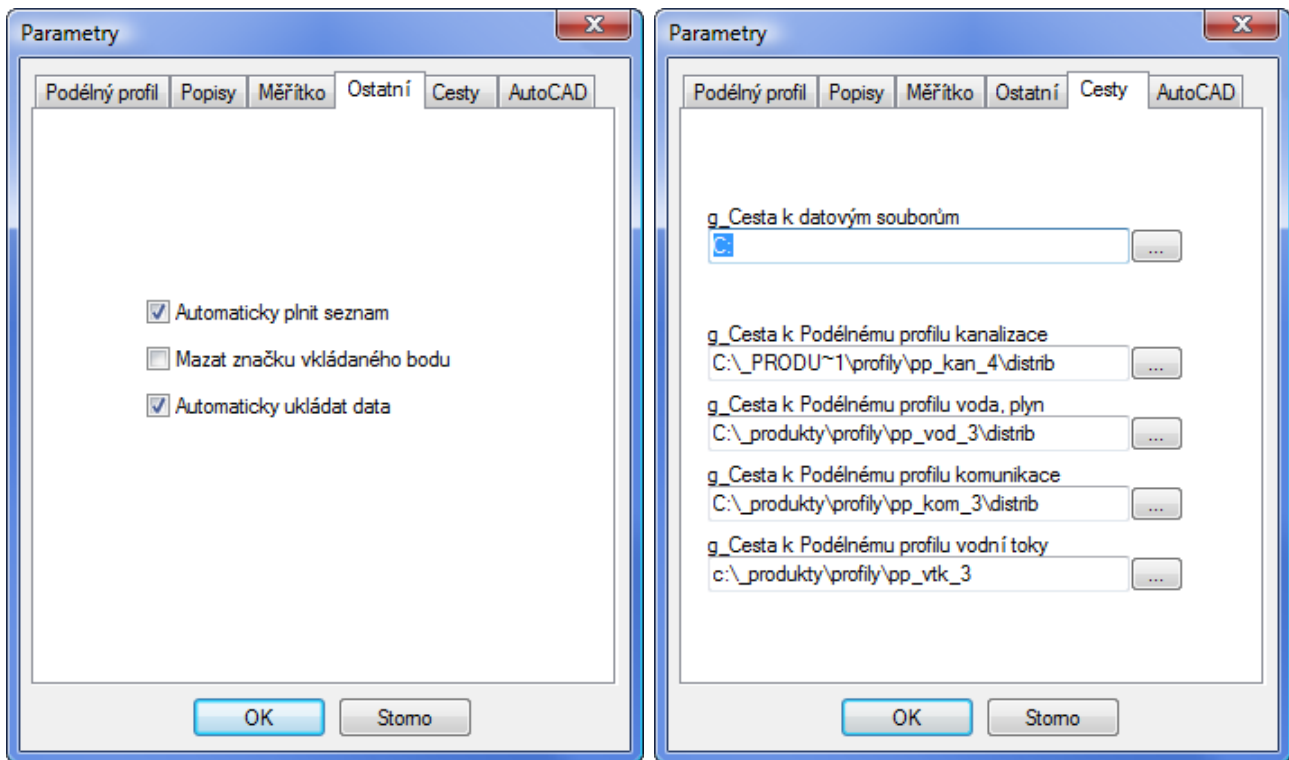 Parametry
Podélný profil Popisy Měřítko Ostatní Cesty AutoCAD
Automaticky plnit seznam
Mazat značku vkládaného bodu
Automaticky ukládat data
OK Storno
Parametry
Podélný profil Popisy Měřítko Ostatní Cesty AutoCAD
g_Cesta k datovým souborům
C:
...
g_Cesta k Podélnému profilu kanalizace
C:\_PRODU~1\profily\pp_kan_4\distrib
...
g_Cesta k Podélnému profilu voda, plyn
C:\_produkty\profily\pp_vod_3\distrib
...
g_Cesta k Podélnému profilu komunikace
C:\_produkty\profily\pp_kom_3\distrib
...
g_Cesta k Podélnému profilu vodní toky
c:\_produkty\profily\pp_vtk_3
...
OK Storno